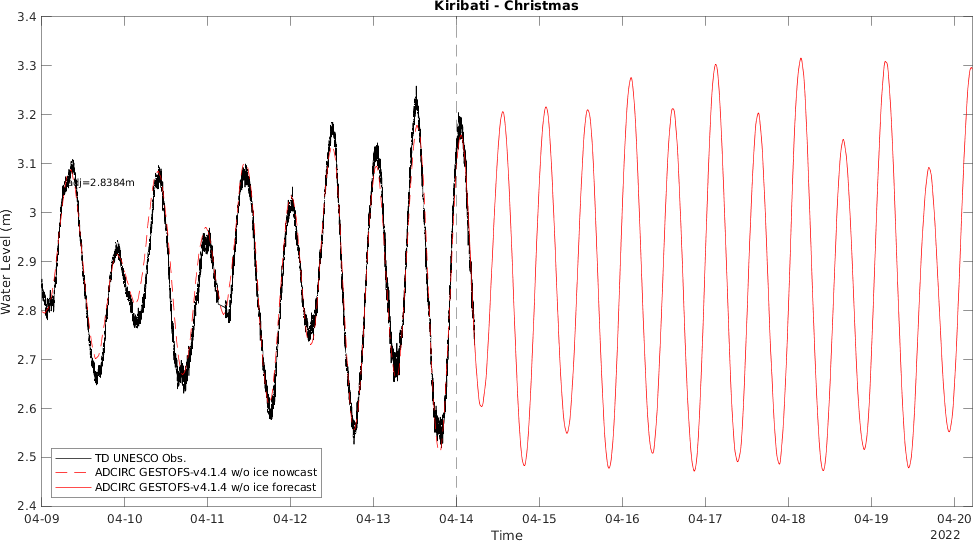 Kiribati - Christmas
3.4
3.3
3.2
3.1
3
2.9
2.8
2.7
2.6
2.5
2.4
Water Level (m)
adj=2.8384m
TD UNESCO Obs.
ADCIRC GESTOFS-v4.1.4 w/o ice nowcast
ADCIRC GESTOFS-v4.1.4 w/o ice forecast
04-09 04-10 04-11 04-12 04-13 04-14 04-15 04-16 04-17 04-18 04-19 04-20
Time
2022